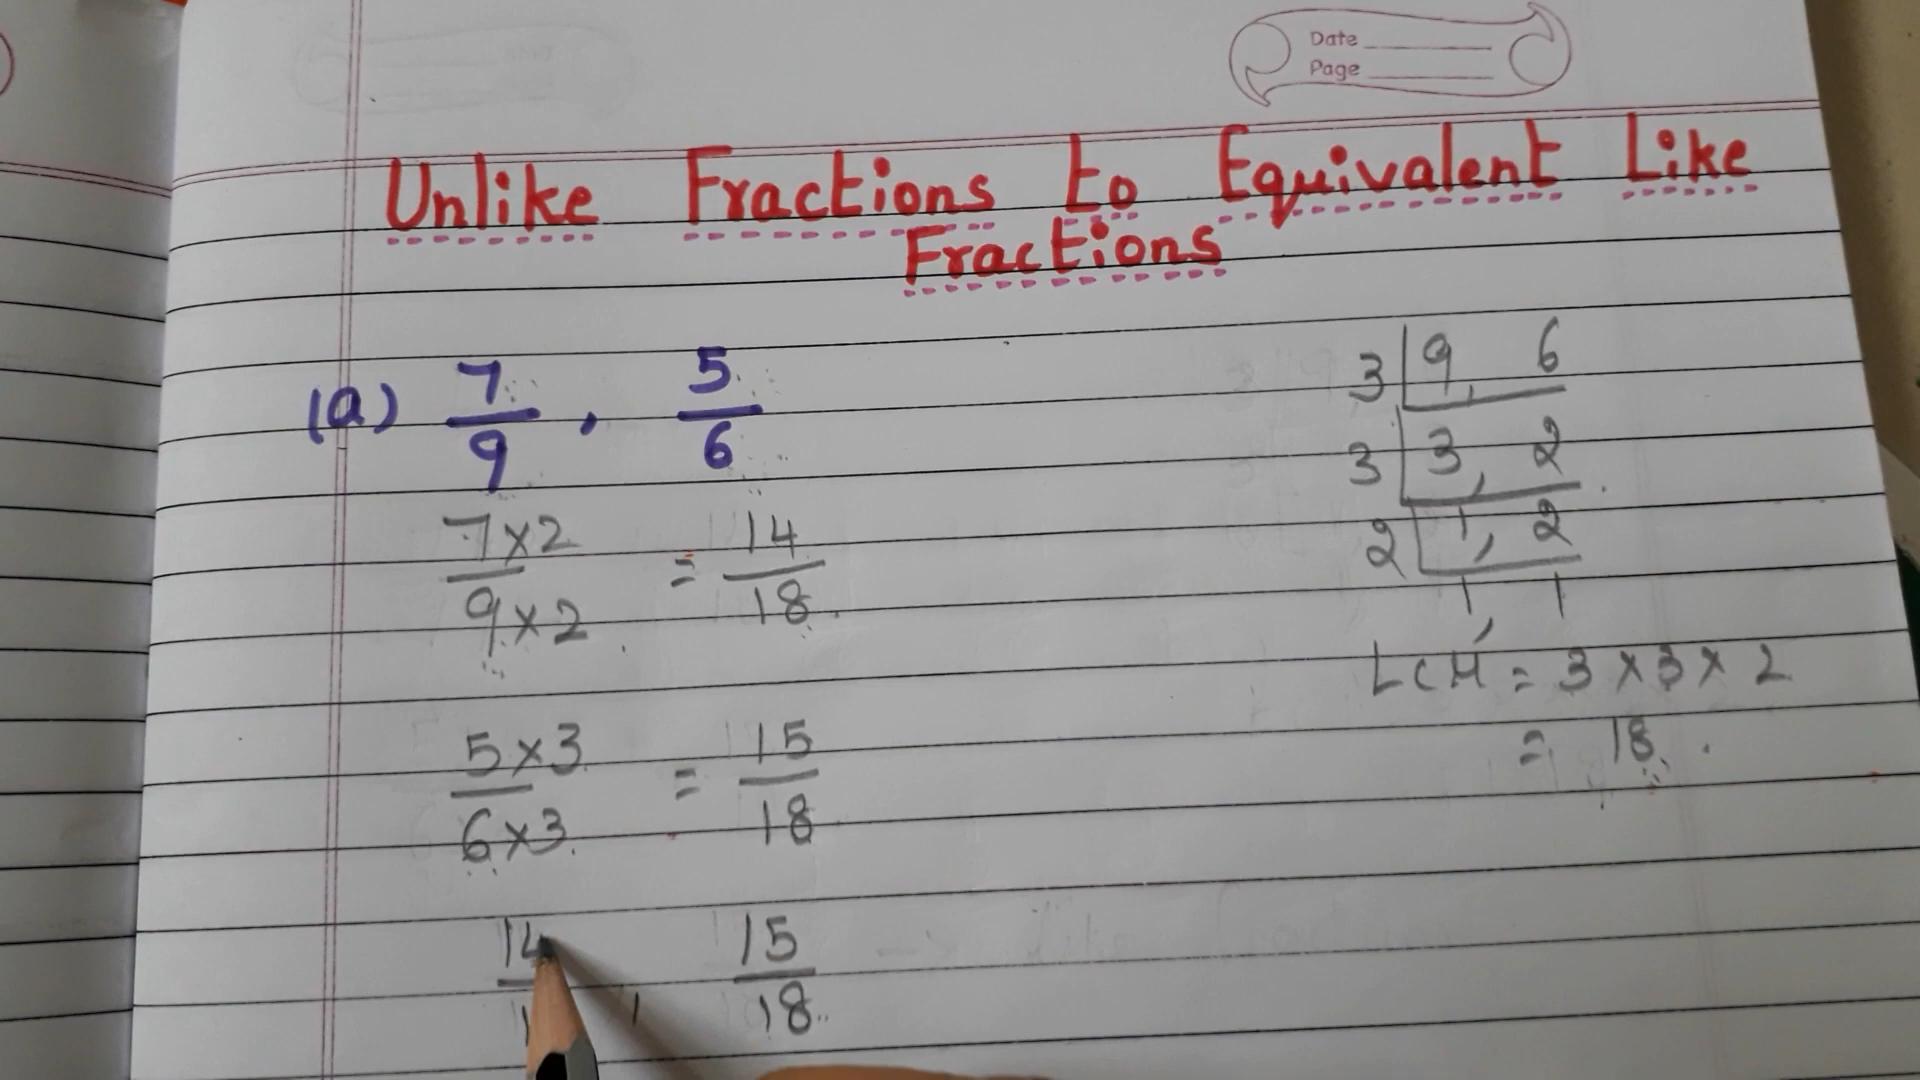 Date
Page
Unlike Fractions to Equivalent Like
Fractions
(a) 7/9 , 5/6
7×2/9×2 = 14/18
5×3/6×3 = 15/18
14 , 15/18
3 | 9, 6
3 | 3, 2
2 | 1, 2
1, 1
LCM = 3×3×2
= 18.